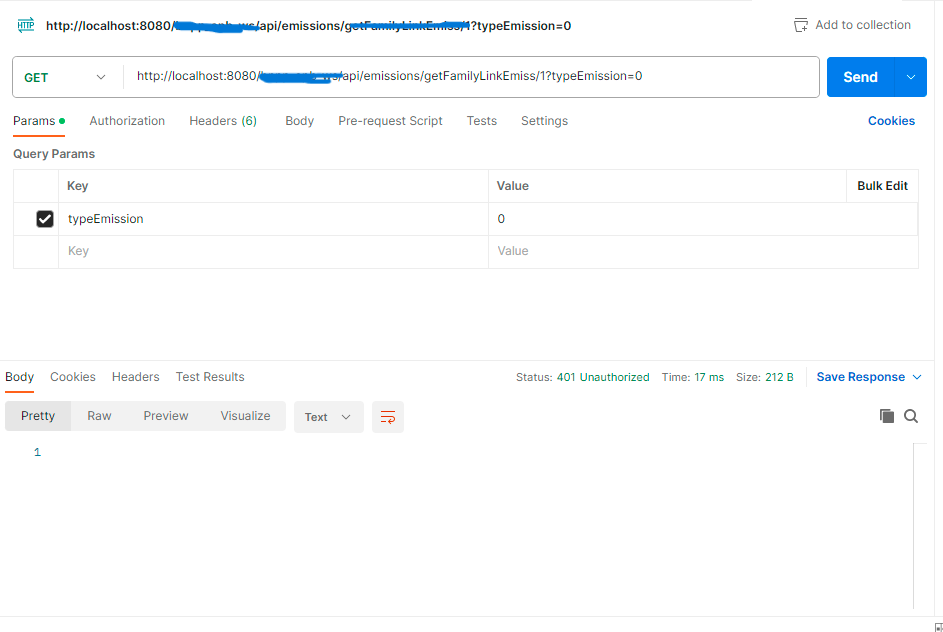 HTTP http://localhost:8080/ api/emissions/getFamilyLinkEmiss/1?typeEmission=0 Add to collection
GET http://localhost:8080/ /api/emissions/getFamilyLinkEmiss/1?typeEmission=0 Send
Params Authorization Headers (6) Body Pre-request Script Tests Settings Cookies
Query Params
Key Value Bulk Edit
typeEmission 0
Key Value
Body Cookies Headers Test Results Status: 401 Unauthorized Time: 17 ms Size: 212 B Save Response
Pretty Raw Preview Visualize Text
1